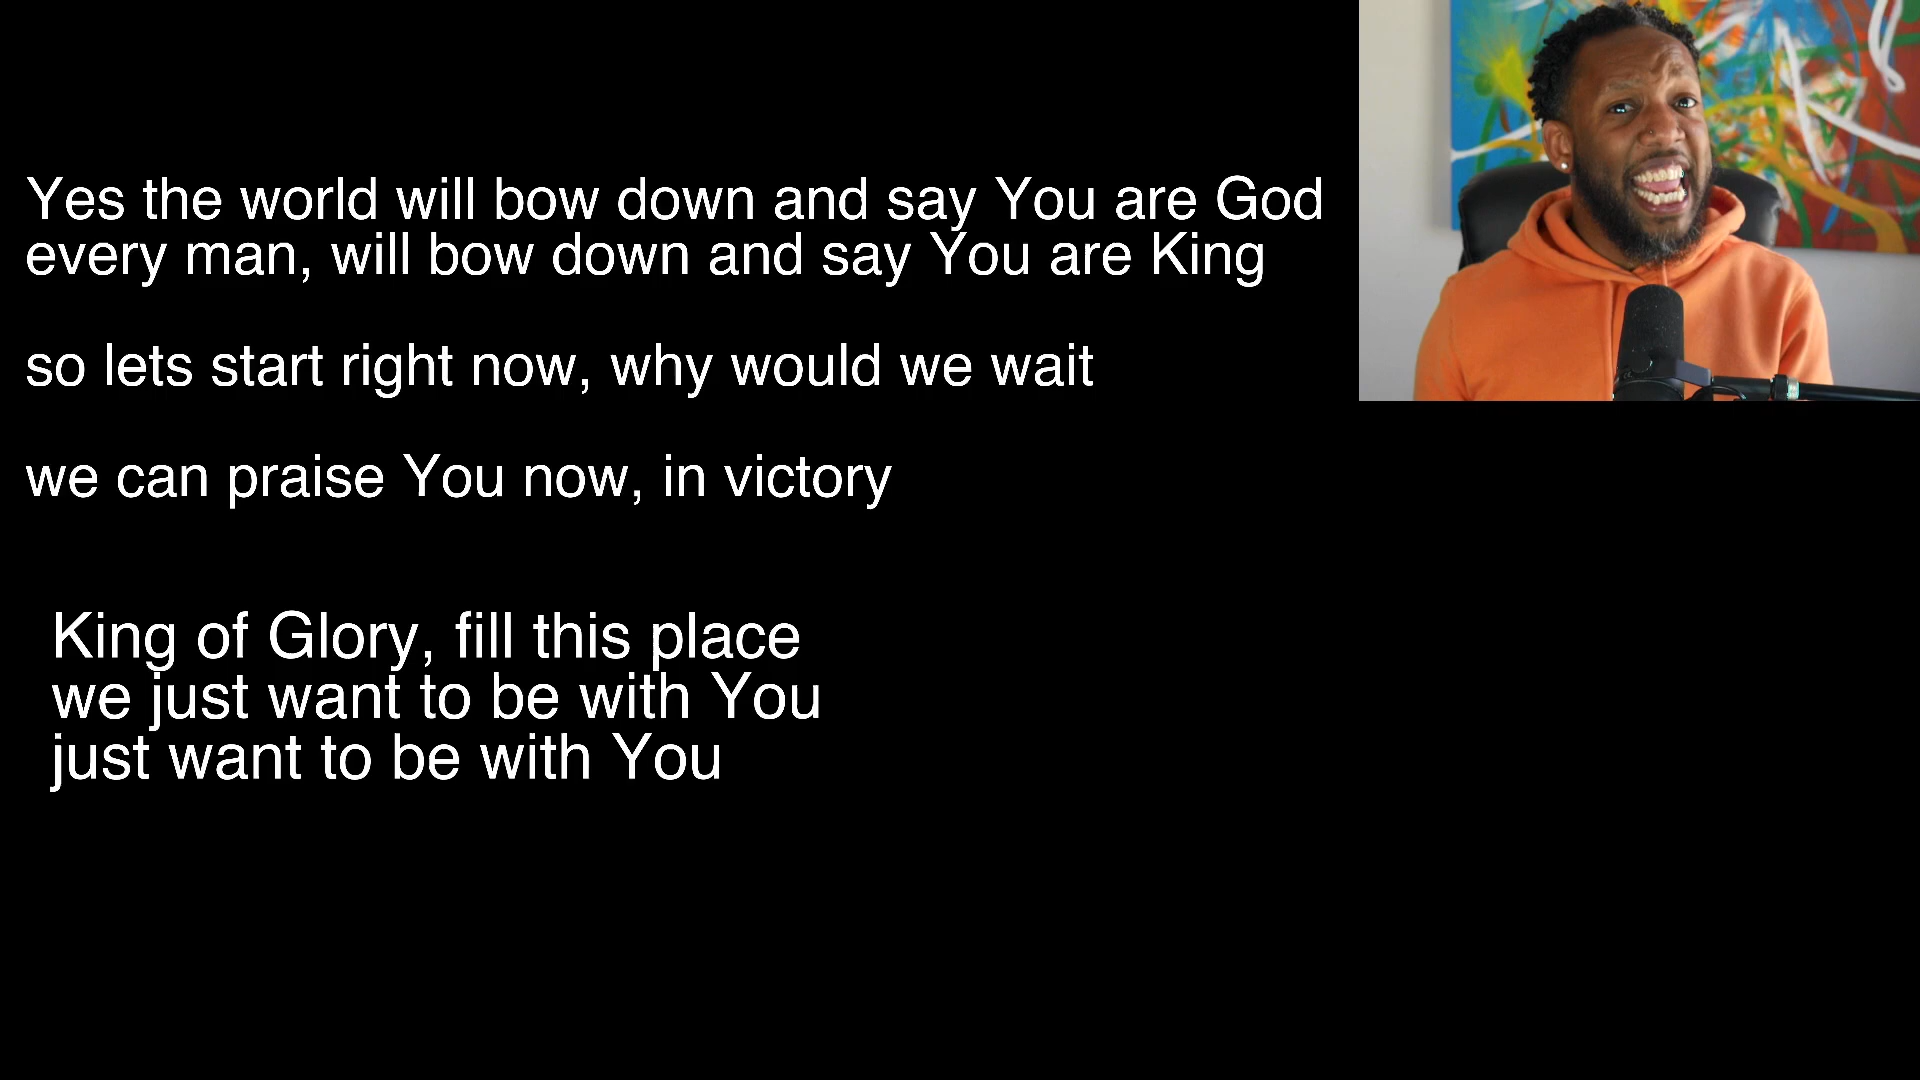 Yes the world will bow down and say You are God
every man, will bow down and say You are King
so lets start right now, why would we wait
we can praise You now, in victory
King of Glory, fill this place
we just want to be with You
just want to be with You